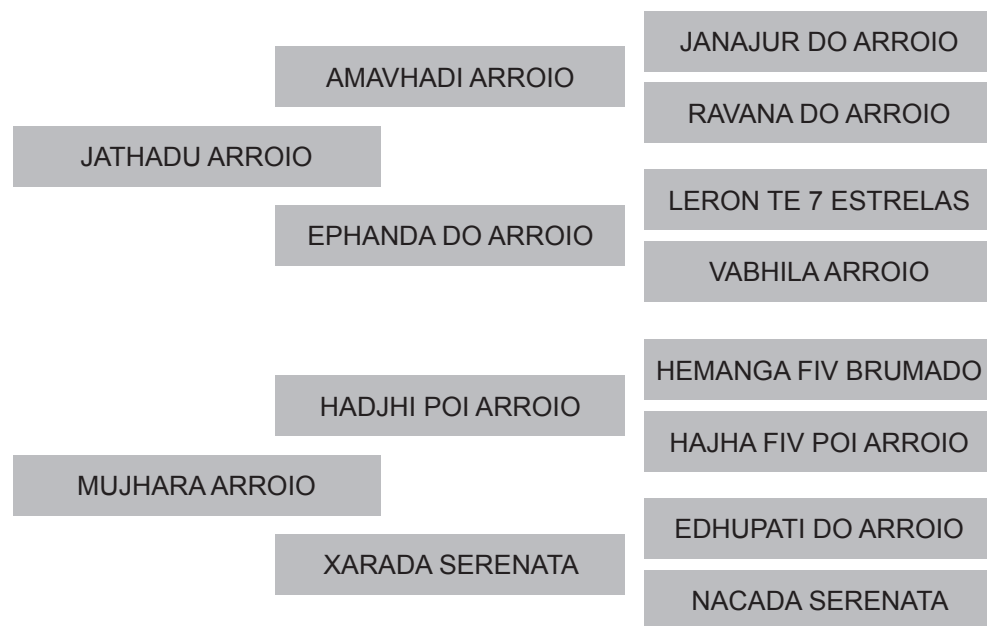 JANAJUR DO ARROIO
AMAVHADI ARROIO
RAVANA DO ARROIO
JATHADU ARROIO
LERON TE 7 ESTRELAS
EPHANDA DO ARROIO
VABHILA ARROIO
HEMANGA FIV BRUMADO
HADJHI POI ARROIO
HAJHA FIV POI ARROIO
MUJHARA ARROIO
EDHUPATI DO ARROIO
XARADA SERENATA
NACADA SERENATA